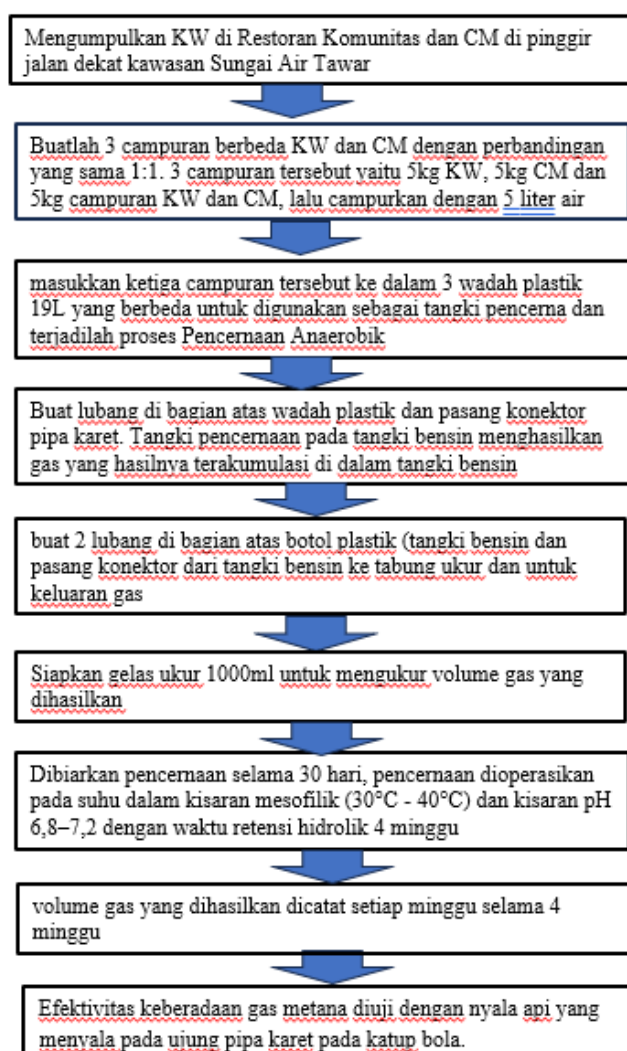 Mengumpulkan KW di Restoran Komunitas dan CM di pinggir
jalan dekat kawasan Sungai Air Tawar
Buatlah 3 campuran berbeda KW dan CM dengan perbandingan
yang sama 1:1. 3 campuran tersebut yaitu 5kg KW, 5kg CM dan
5kg campuran KW dan CM, lalu campurkan dengan 5 liter air
masukkan ketiga campuran tersebut ke dalam 3 wadah plastik
19L yang berbeda untuk digunakan sebagai tangki pencerna dan
terjadilah proses Pencernaan Anaerobik
Buat lubang di bagian atas wadah plastik dan pasang konektor
pipa karet. Tangki pencernaan pada tangki bensin menghasilkan
gas yang hasilnya terakumulasi di dalam tangki bensin
buat 2 lubang di bagian atas botol plastik (tangki bensin dan
pasang konektor dari tangki bensin ke tabung ukur dan untuk
keluaran gas
Siapkan gelas ukur 1000ml untuk mengukur volume gas yang
dihasilkan
Dibiarkan pencernaan selama 30 hari, pencernaan dioperasikan
pada suhu dalam kisaran mesofilik (30°C - 40°C) dan kisaran pH
6,8–7,2 dengan waktu retensi hidrolik 4 minggu
volume gas yang dihasilkan dicatat setiap minggu selama 4
minggu
Efektivitas keberadaan gas metana diuji dengan nyala api yang
menyala pada ujung pipa karet pada katup bola.